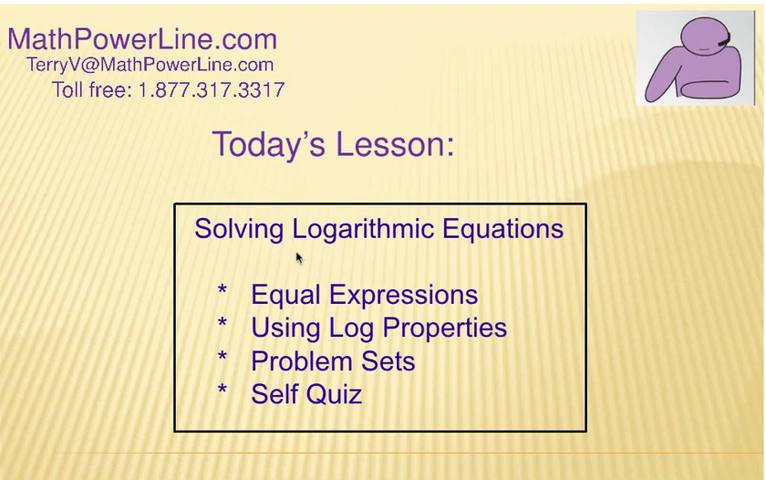 MathPowerLine.com
TerryV@MathPowerLine.com
Toll free: 1.877.317.3317
Today's Lesson:
Solving Logarithmic Equations
* Equal Expressions
* Using Log Properties
* Problem Sets
* Self Quiz